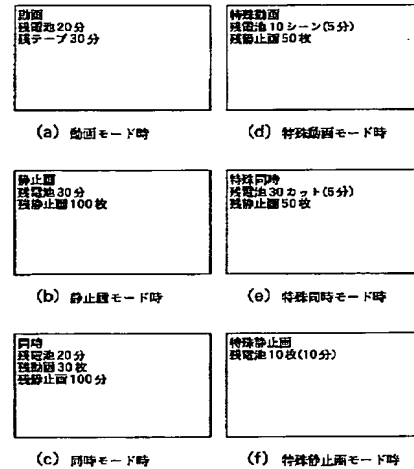 動画
残電池20分
残テープ30分
(a) 動画モード時
特殊動画
残電池10シーン(5分)
残静止画50枚
(d) 特殊動画モード時
静止画
残電池30分
残静止画100枚
(b) 静止画モード時
特殊同時
残電池30カット(5分)
残静止画50枚
(e) 特殊同時モード時
同時
残電池20分
残動画30枚
残静止画100分
(c) 同時モード時
特殊静止画
残電池10枚(10分)
(f) 特殊静止画モード時